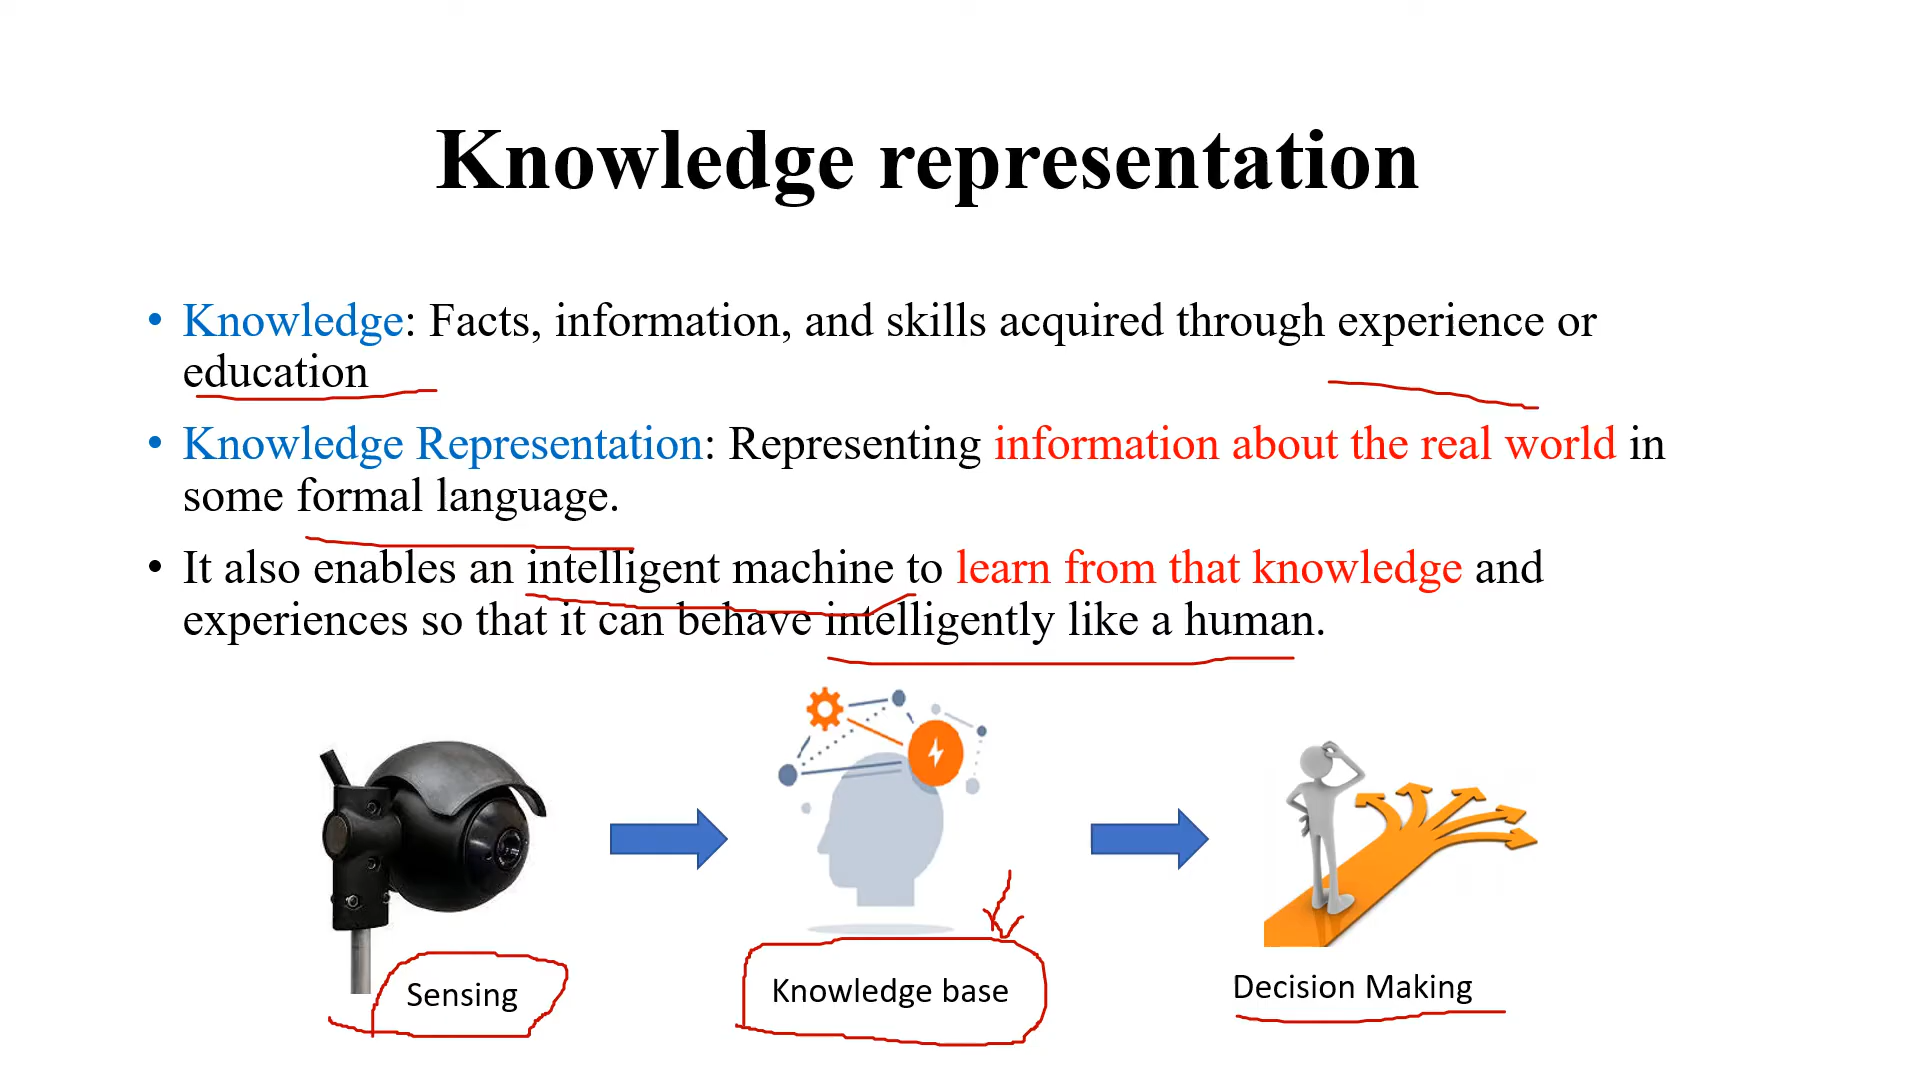 Knowledge representation
• Knowledge: Facts, information, and skills acquired through experience or
education
• Knowledge Representation: Representing information about the real world in
some formal language.
• It also enables an intelligent machine to learn from that knowledge and
experiences so that it can behave intelligently like a human.
Sensing
Knowledge base
Decision Making